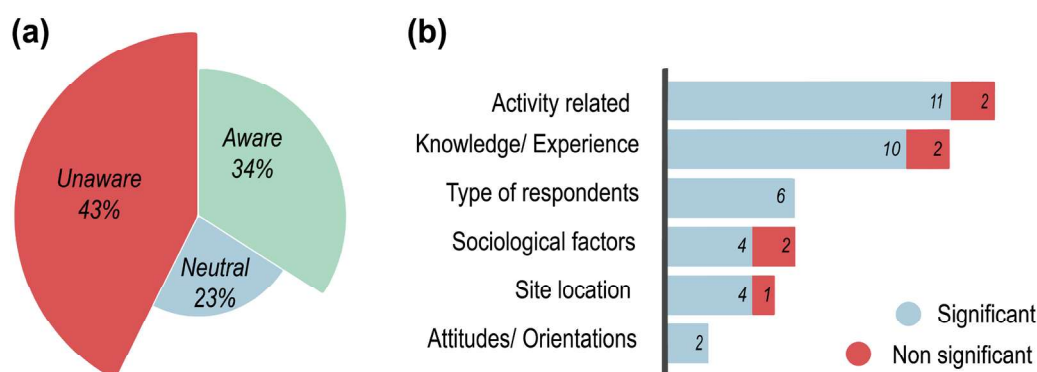 (a)
Unaware
43%
Aware
34%
Neutral
23%
(b)
Activity related 11 2
Knowledge/ Experience 10 2
Type of respondents 6
Sociological factors 4 2
Site location 4 1
Attitudes/ Orientations 2
Significant
Non significant